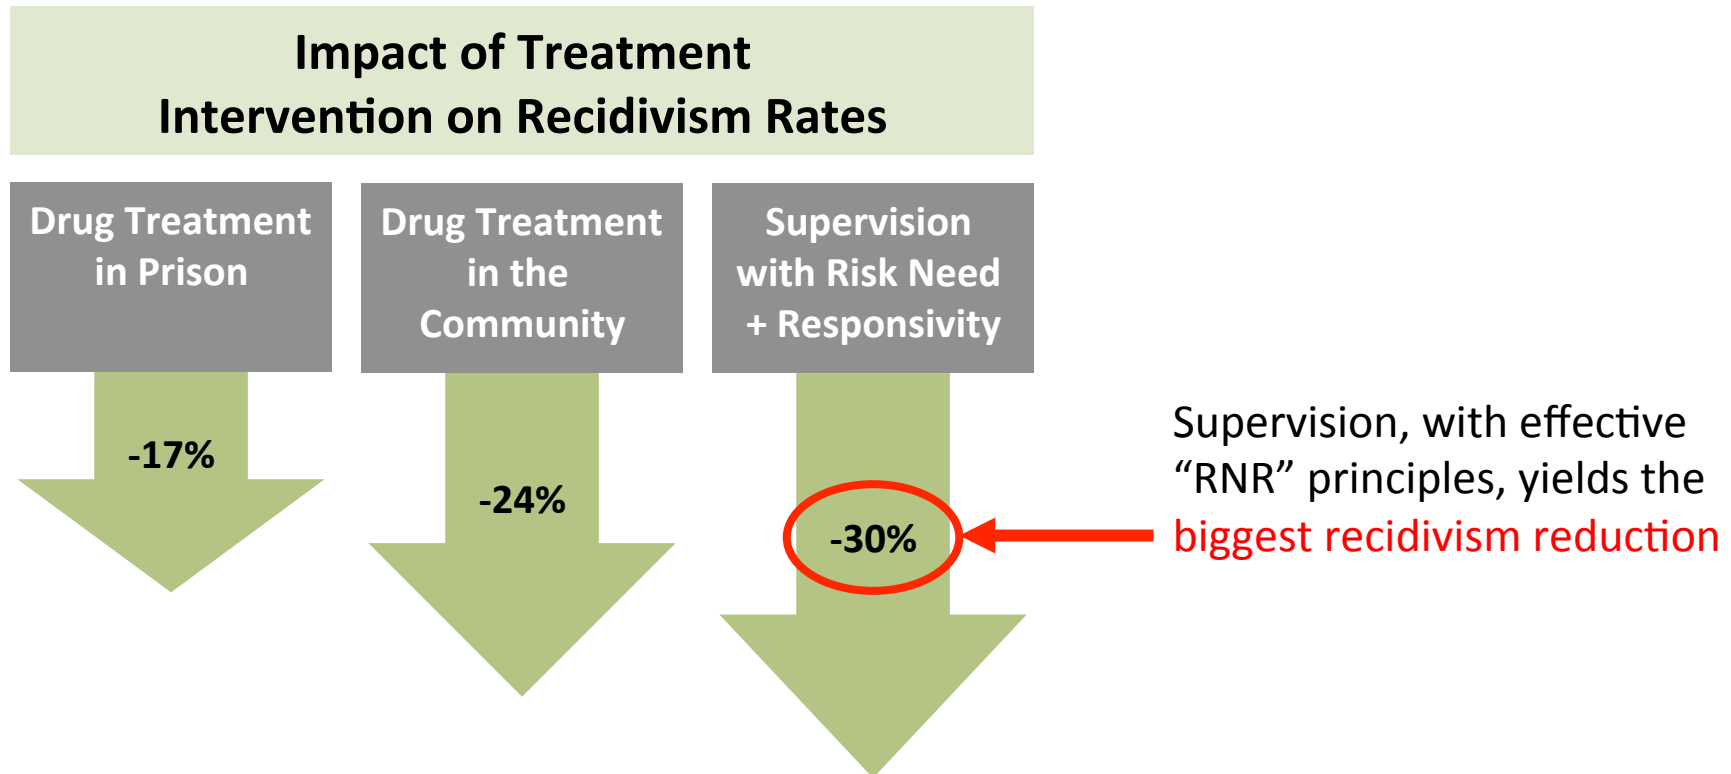 Impact of Treatment
Intervention on Recidivism Rates
Drug Treatment
in Prison
Drug Treatment
in the
Community
Supervision
with Risk Need
+ Responsivity
-17%
-24%
-30%
Supervision, with effective
“RNR” principles, yields the
biggest recidivism reduction